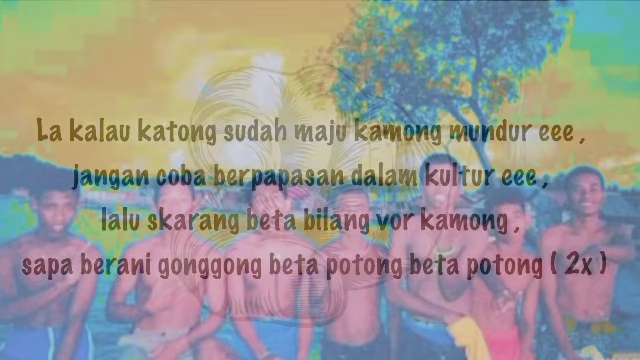 La kalau katong sudah maju kamong mundur eee ,
jangan coba berpapasan dalam kultur eee ,
lalu skarang beta bilang vor kamong ,
sapa berani gonggong beta potong beta potong ( 2x )